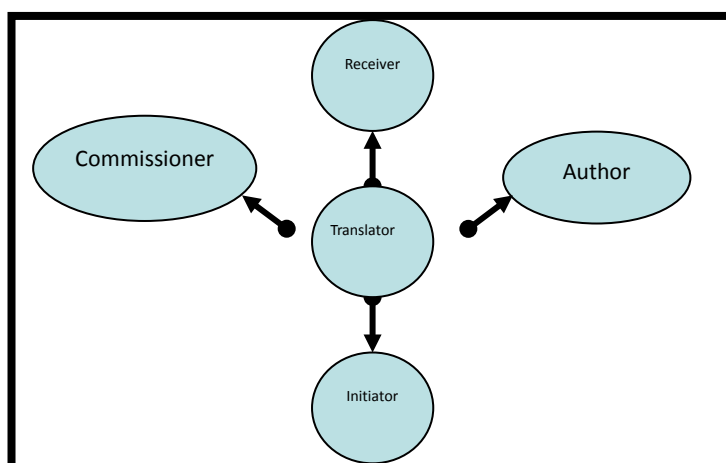 Receiver
Commissioner
Author
Translator
Initiator